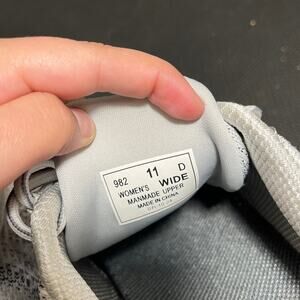 982 11 D
WOMEN'S WIDE
MANMADE UPPER
MADE IN CHINA